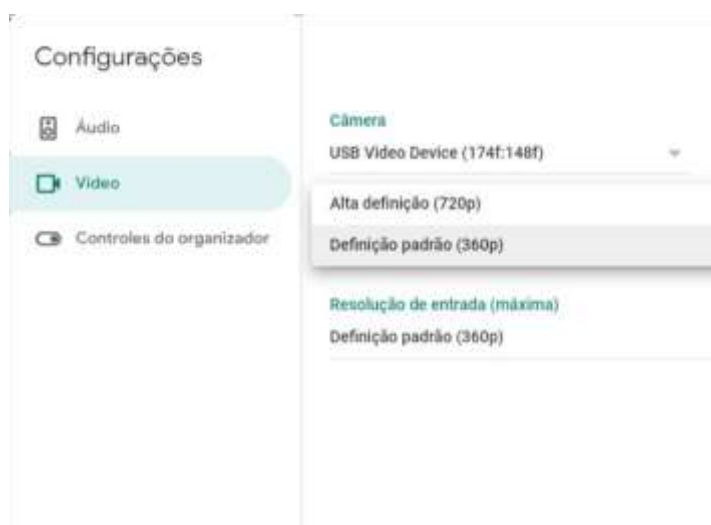 Configurações
Áudio
Vídeo
Controles do organizador
Câmera
USB Video Device (174f:148f)
Alta definição (720p)
Definição padrão (360p)
Resolução de entrada (máxima)
Definição padrão (360p)